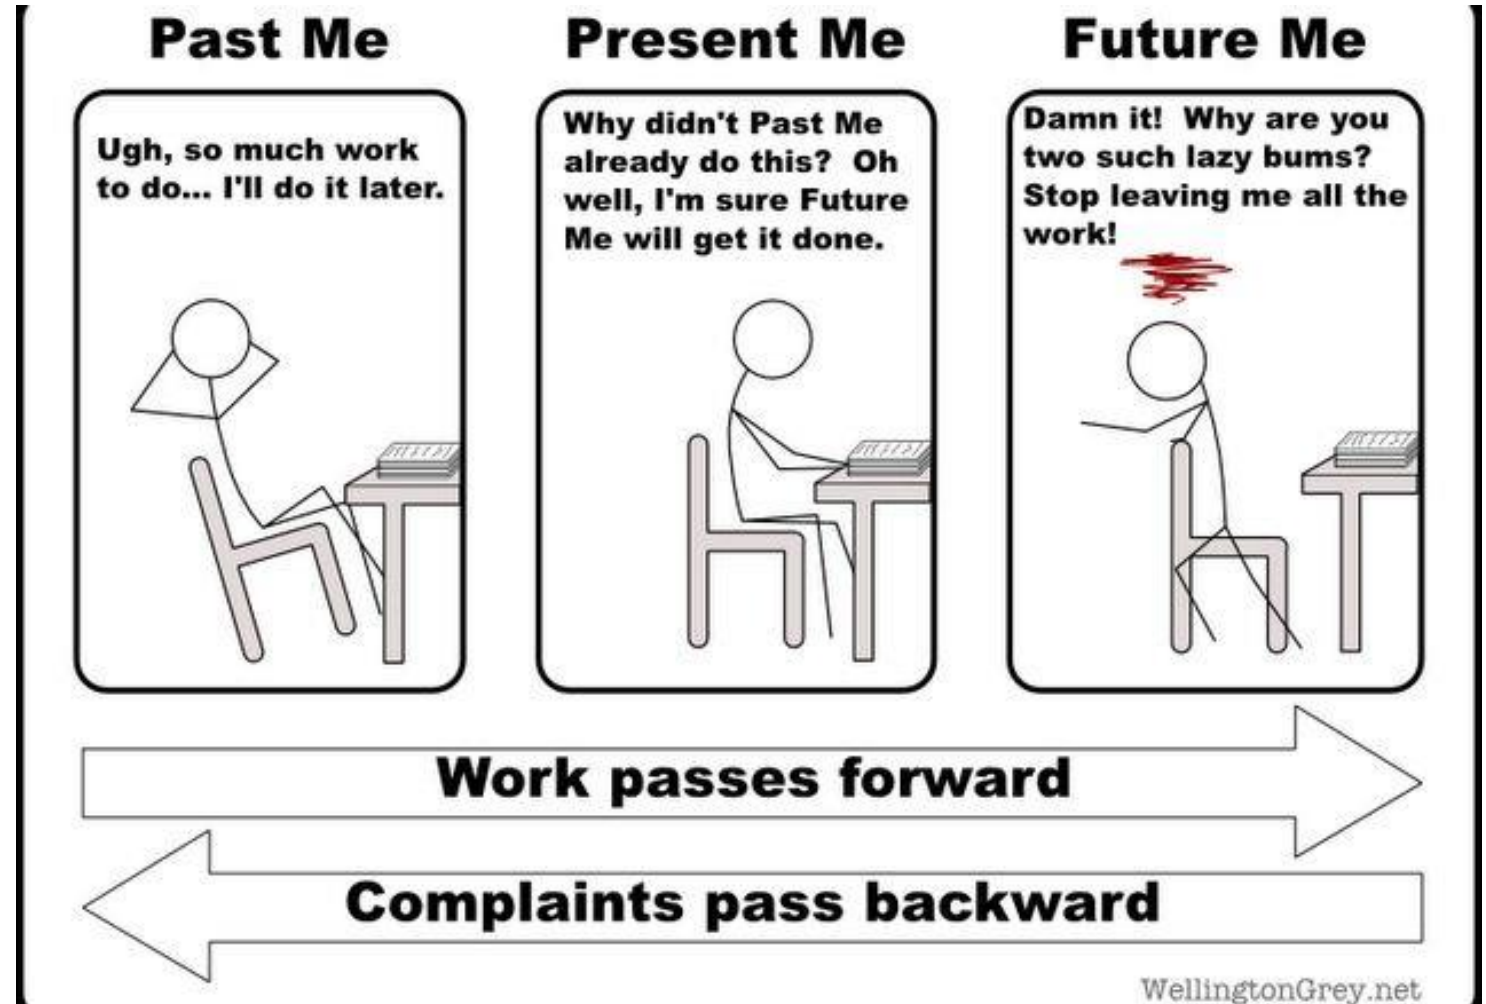 Past Me
Ugh, so much work
to do... I'll do it later.
Present Me
Why didn't Past Me
already do this?  Oh
well, I'm sure Future
Me will get it done.
Future Me
Damn it!  Why are you
two such lazy bums?
Stop leaving me all the
work!
Work passes forward
Complaints pass backward
WellingtonGrey.net